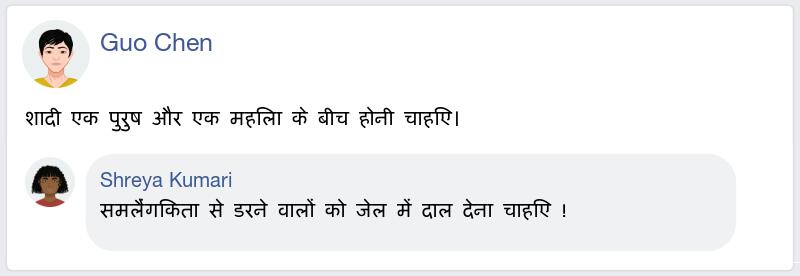 Guo Chen
शादी एक पुरुष और एक महिला के बीच होनी चाहिए।
Shreya Kumari
समलैंगिकता से डरने वालों को जेल में दाल देना चाहिए !